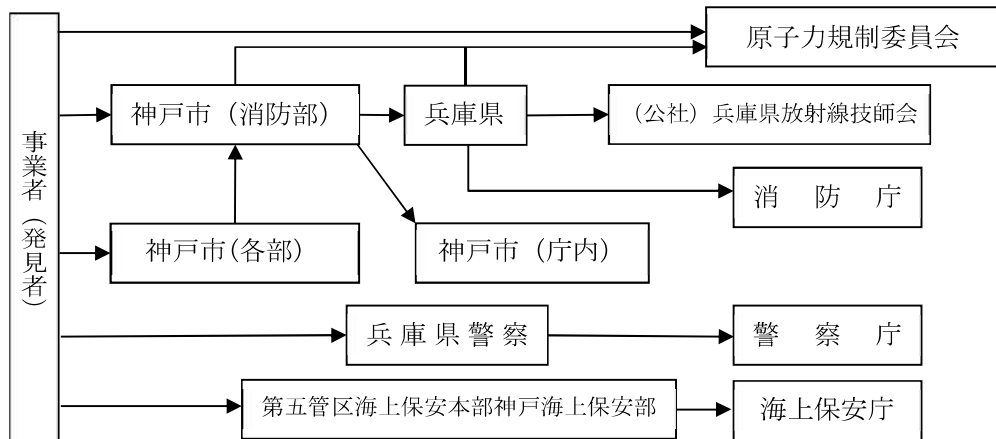 原子力規制委員会
神戸市（消防部）
兵庫県
（公社）兵庫県放射線技師会
事業者（発見者）
消 防 庁
神戸市(各部）
神戸市（庁内）
兵 庫 県 警 察
警 察 庁
第五管区海上保安本部神戸海上保安部
海上保安庁